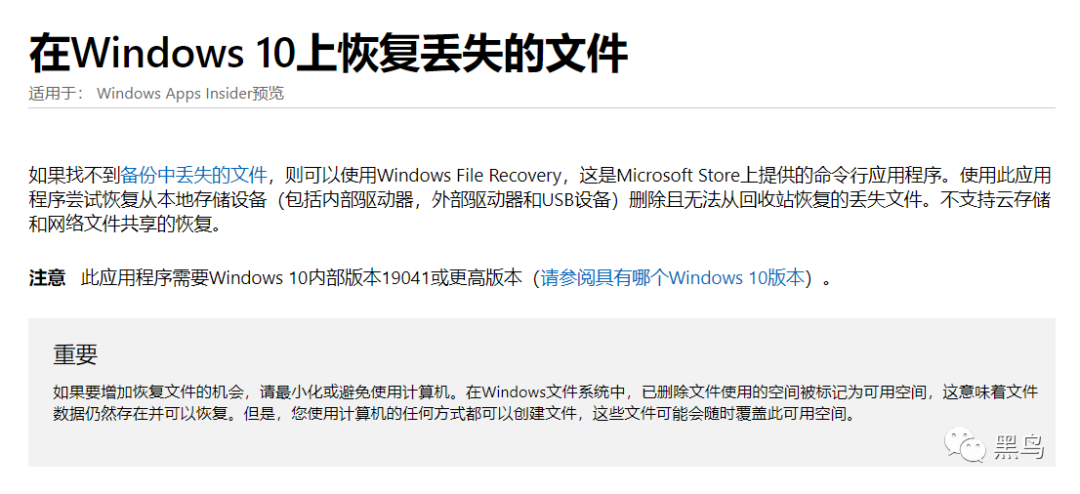 在Windows 10上恢复丢失的文件
适用于： Windows Apps Insider预览
如果找不到备份中丢失的文件，则可以使用Windows File Recovery，这是Microsoft Store上提供的命令行应用程序。使用此应用
程序尝试恢复从本地存储设备（包括内部驱动器，外部驱动器和USB设备）删除且无法从回收站恢复的丢失文件。不支持云存储
和网络文件共享的恢复。
注意 此应用程序需要Windows 10内部版本19041或更高版本（请参阅具有哪个Windows 10版本）。
重要
如果要增加恢复文件的机会，请最小化或避免使用计算机。在Windows文件系统中，已删除文件使用的空间被标记为可用空间，这意味着文件
数据仍然存在并可以恢复。但是，您使用计算机的任何方式都可以创建文件，这些文件可能会随时覆盖此可用空间。
黑鸟